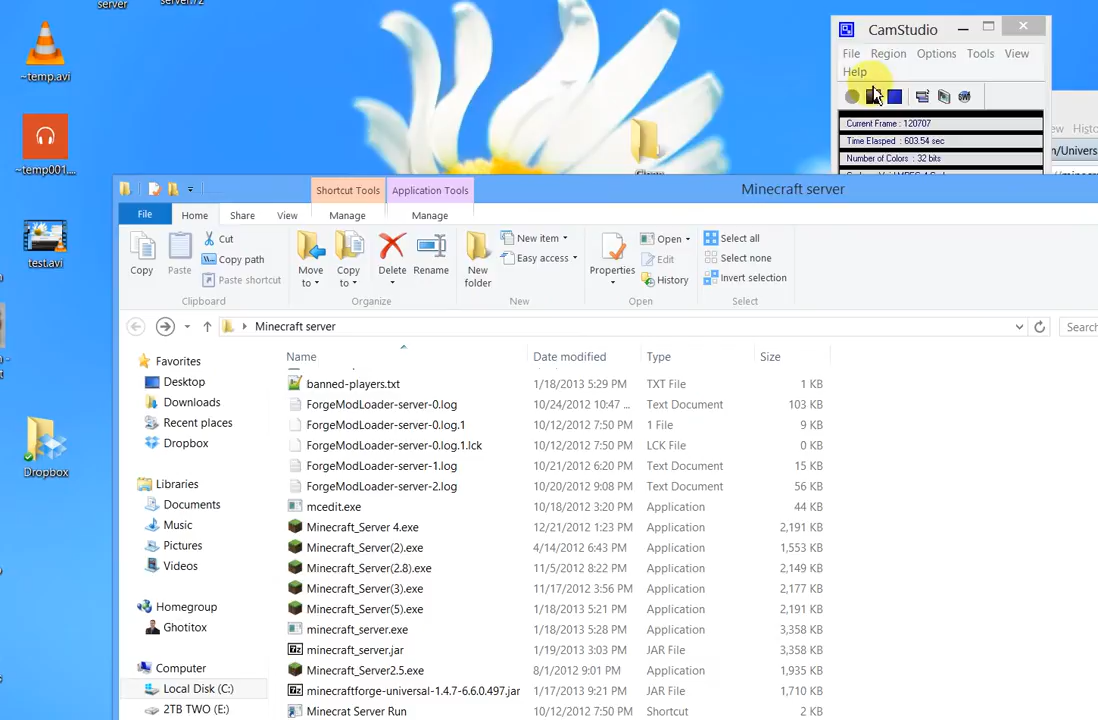 server
server.72
~temp.avi
~temp001....
test.avi
Dropbox
CamStudio
File Region Options Tools View
Help
Current Frame : 120707
Time Elapsed : 603.54 sec
Number of Colors : 32 bits
Histo
n/Univers
Shortcut Tools Application Tools Minecraft server
File Home Share View Manage Manage
Copy
Paste
Cut
Copy path
Paste shortcut
Clipboard
Move to
Copy to
Delete
Rename
Organize
New folder
New item
Easy access
New
Properties
Open
Edit
History
Open
Select all
Select none
Invert selection
Select
Minecraft server
Search
Favorites
Desktop
Downloads
Recent places
Dropbox
Libraries
Documents
Music
Pictures
Videos
Homegroup
Ghotitox
Computer
Local Disk (C:)
2TB TWO (E:)
Name Date modified Type Size
banned-players.txt 1/18/2013 5:29 PM TXT File 1 KB
ForgeModLoader-server-0.log 10/24/2012 10:47 ... Text Document 103 KB
ForgeModLoader-server-0.log.1 10/12/2012 7:50 PM 1 File 9 KB
ForgeModLoader-server-0.log.1.lck 10/12/2012 7:50 PM LCK File 0 KB
ForgeModLoader-server-1.log 10/21/2012 6:20 PM Text Document 15 KB
ForgeModLoader-server-2.log 10/20/2012 9:08 PM Text Document 56 KB
mcedit.exe 10/18/2012 3:20 PM Application 44 KB
Minecraft_Server 4.exe 12/21/2012 1:23 PM Application 2,191 KB
Minecraft_Server(2).exe 4/14/2012 6:43 PM Application 1,553 KB
Minecraft_Server(2.8).exe 11/5/2012 8:22 PM Application 2,149 KB
Minecraft_Server(3).exe 11/17/2012 3:56 PM Application 2,177 KB
Minecraft_Server(5).exe 1/18/2013 5:21 PM Application 2,191 KB
minecraft_server.exe 1/18/2013 5:28 PM Application 3,358 KB
minecraft_server.jar 1/19/2013 3:03 PM JAR File 3,358 KB
Minecraft_Server2.5.exe 8/1/2012 9:01 PM Application 1,935 KB
minecraftforge-universal-1.4.7-6.6.0.497.jar 1/17/2013 9:21 PM JAR File 1,710 KB
Minecrat Server Run 10/12/2012 7:50 PM Shortcut 2 KB